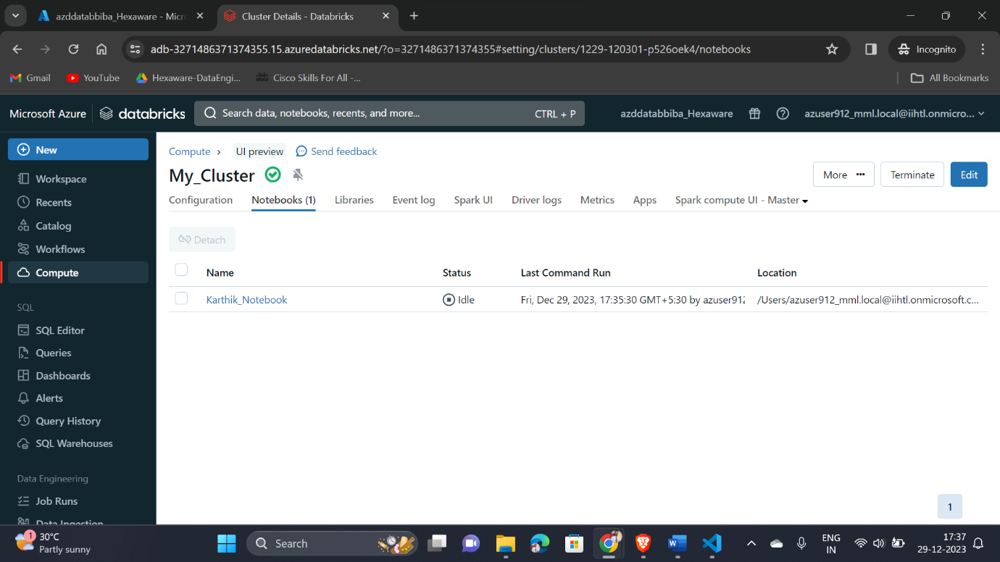 azddatabbiba_Hexaware - Micr
Cluster Details - Databricks
adb-3271486371374355.15.azuredatabricks.net/?o=3271486371374355#setting/clusters/1229-120301-p526oek4/notebooks
Incognito
Gmail
YouTube
Hexaware-DataEngi...
Cisco Skills For All -...
All Bookmarks
Microsoft Azure
databricks
Search data, notebooks, recents, and more...
CTRL + P
azddatabbiba_Hexaware
azuser912_mml.local@iihtl.onmicro...
New
Workspace
Recents
Catalog
Workflows
Compute
SQL
SQL Editor
Queries
Dashboards
Alerts
Query History
SQL Warehouses
Data Engineering
Job Runs
Data Ingestion
Compute ›
UI preview
Send feedback
My_Cluster
More
Terminate
Edit
Configuration
Notebooks (1)
Libraries
Event log
Spark UI
Driver logs
Metrics
Apps
Spark compute UI - Master
Detach
Name
Status
Last Command Run
Location
Karthik_Notebook
Idle
Fri, Dec 29, 2023, 17:35:30 GMT+5:30 by azuser912
/Users/azuser912_mml.local@iihtl.onmicrosoft.c...
1
1
30°C
Partly sunny
Search
ENG
IN
17:37
29-12-2023